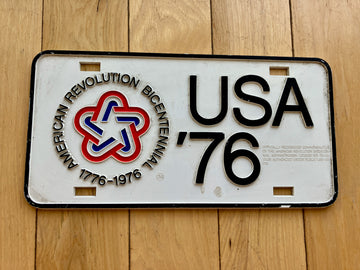 AMERICAN REVOLUTION BICENTENNIAL
1776-1976
USA
'76